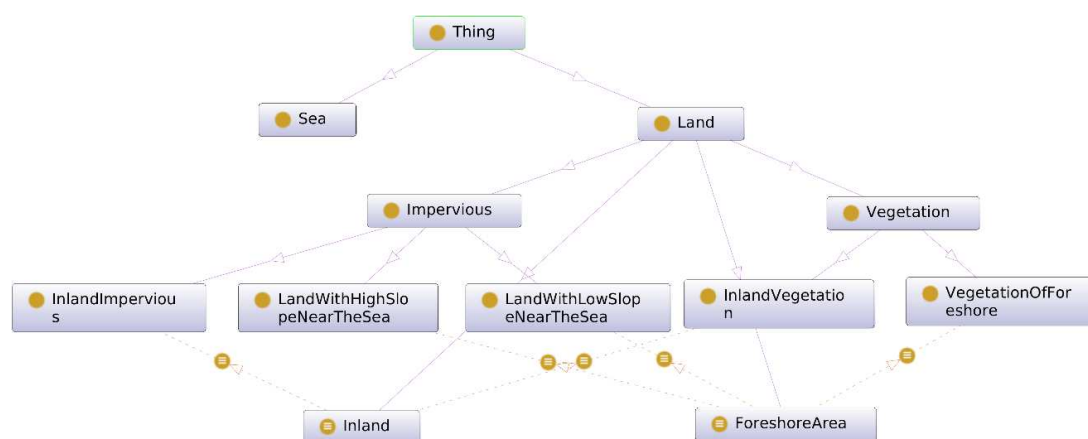 Thing
Sea
Land
Impervious
Vegetation
InlandImperviou
s
LandWithHighSlo
peNearTheSea
LandWithLowSlop
eNearTheSea
InlandVegetatio
n
VegetationOfFor
eshore
Inland
ForeshoreArea